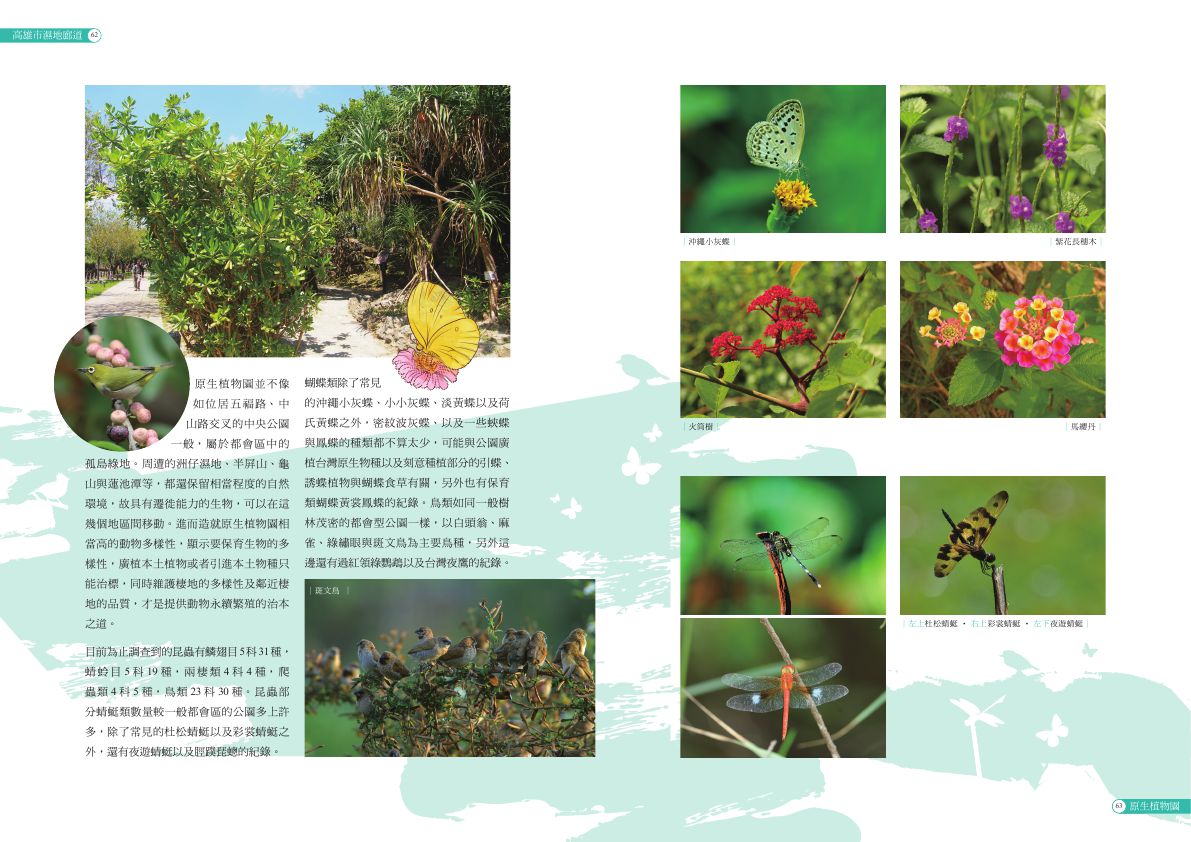 高雄市濕地廊道 62
原生植物園並不像
如位居五福路、中
山路交叉的中央公園
一般，屬於都會區中的
孤島綠地。周遭的洲仔濕地、半屏山、龜
山與蓮池潭等，都還保留相當程度的自然
環境，故具有遷徙能力的生物，可以在這
幾個地區間移動。進而造就原生植物園相
當高的動物多樣性，顯示要保育生物的多
樣性，廣植本土植物或者引進本土物種只
能治標，同時維護棲地的多樣性及鄰近棲
地的品質，才是提供動物永續繁殖的治本
之道。
目前為止調查到的昆蟲有鱗翅目5科31種，
蜻蛉目5科19種，兩棲類4科4種，爬
蟲類4科5種，鳥類23科30種。昆蟲部
分蜻蜓類數量較一般都會區的公園多上許
多，除了常見的杜松蜻蜓以及彩裳蜻蜓之
外，還有夜遊蜻蜓以及脛蹼琵蟌的紀錄。
蝴蝶類除了常見
的沖繩小灰蝶、小小灰蝶、淡黃蝶以及荷
氏黃蝶之外，密紋波灰蝶、以及一些蛺蝶
與鳳蝶的種類都不算太少，可能與公園廣
植台灣原生物種以及刻意種植部分的引蝶、
誘蝶植物與蝴蝶食草有關，另外也有保育
類蝴蝶黃裳鳳蝶的紀錄。鳥類如同一般樹
林茂密的都會型公園一樣，以白頭翁、麻
雀、綠繡眼與斑文鳥為主要鳥種，另外這
邊還有過紅領綠鸚鵡以及台灣夜鷹的紀錄。
｜斑文鳥｜
｜沖繩小灰蝶｜
｜紫花長穗木｜
｜火筒樹｜
｜馬纓丹｜
｜左上杜松蜻蜓・右上彩裳蜻蜓・左下夜遊蜻蜓｜
63 原生植物園